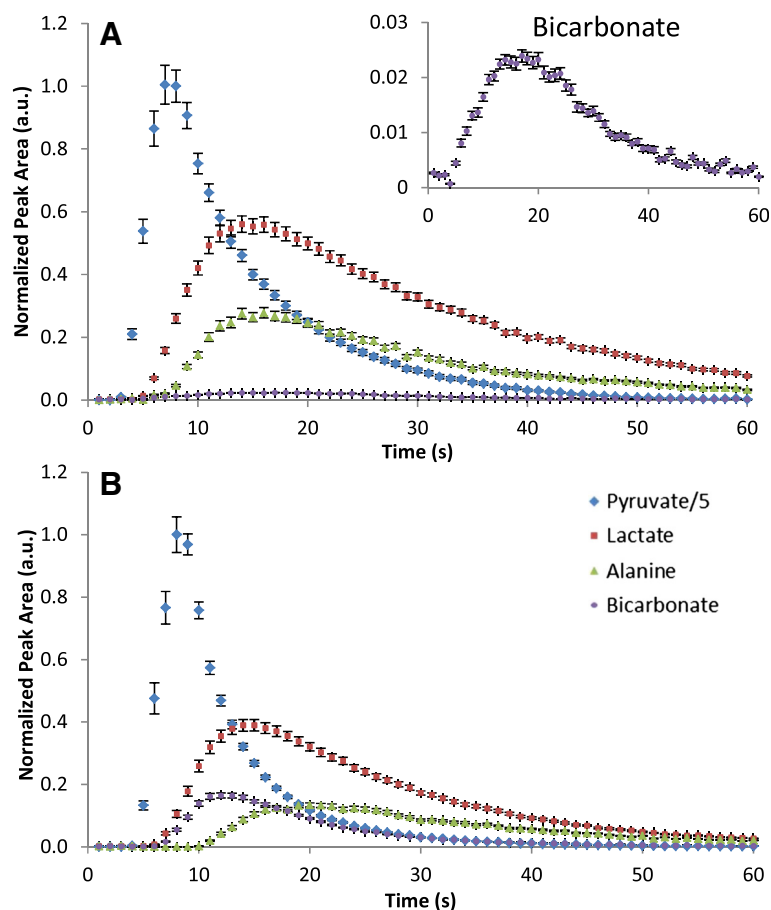 A
Normalized Peak Area (a.u.)
1.2
1.0
0.8
0.6
0.4
0.2
0.0
0 10 20 30 40 50 60
Time (s)
Bicarbonate
0.03
0.02
0.01
0
0 20 40 60
B
Normalized Peak Area (a.u.)
1.2
1.0
0.8
0.6
0.4
0.2
0.0
0 10 20 30 40 50 60
Time (s)
Pyruvate/5
Lactate
Alanine
Bicarbonate